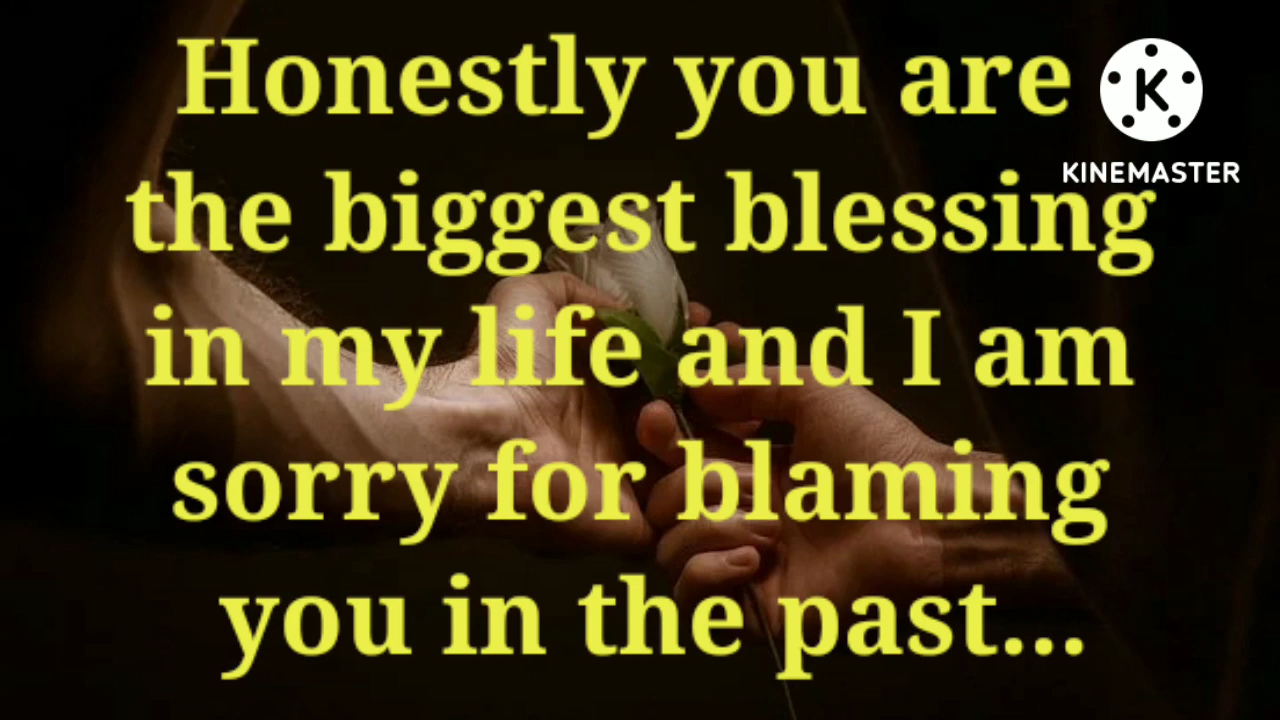 Honestly you are
K
KINEMASTER
the biggest blessing
in my life and I am
sorry for blaming
you in the past...